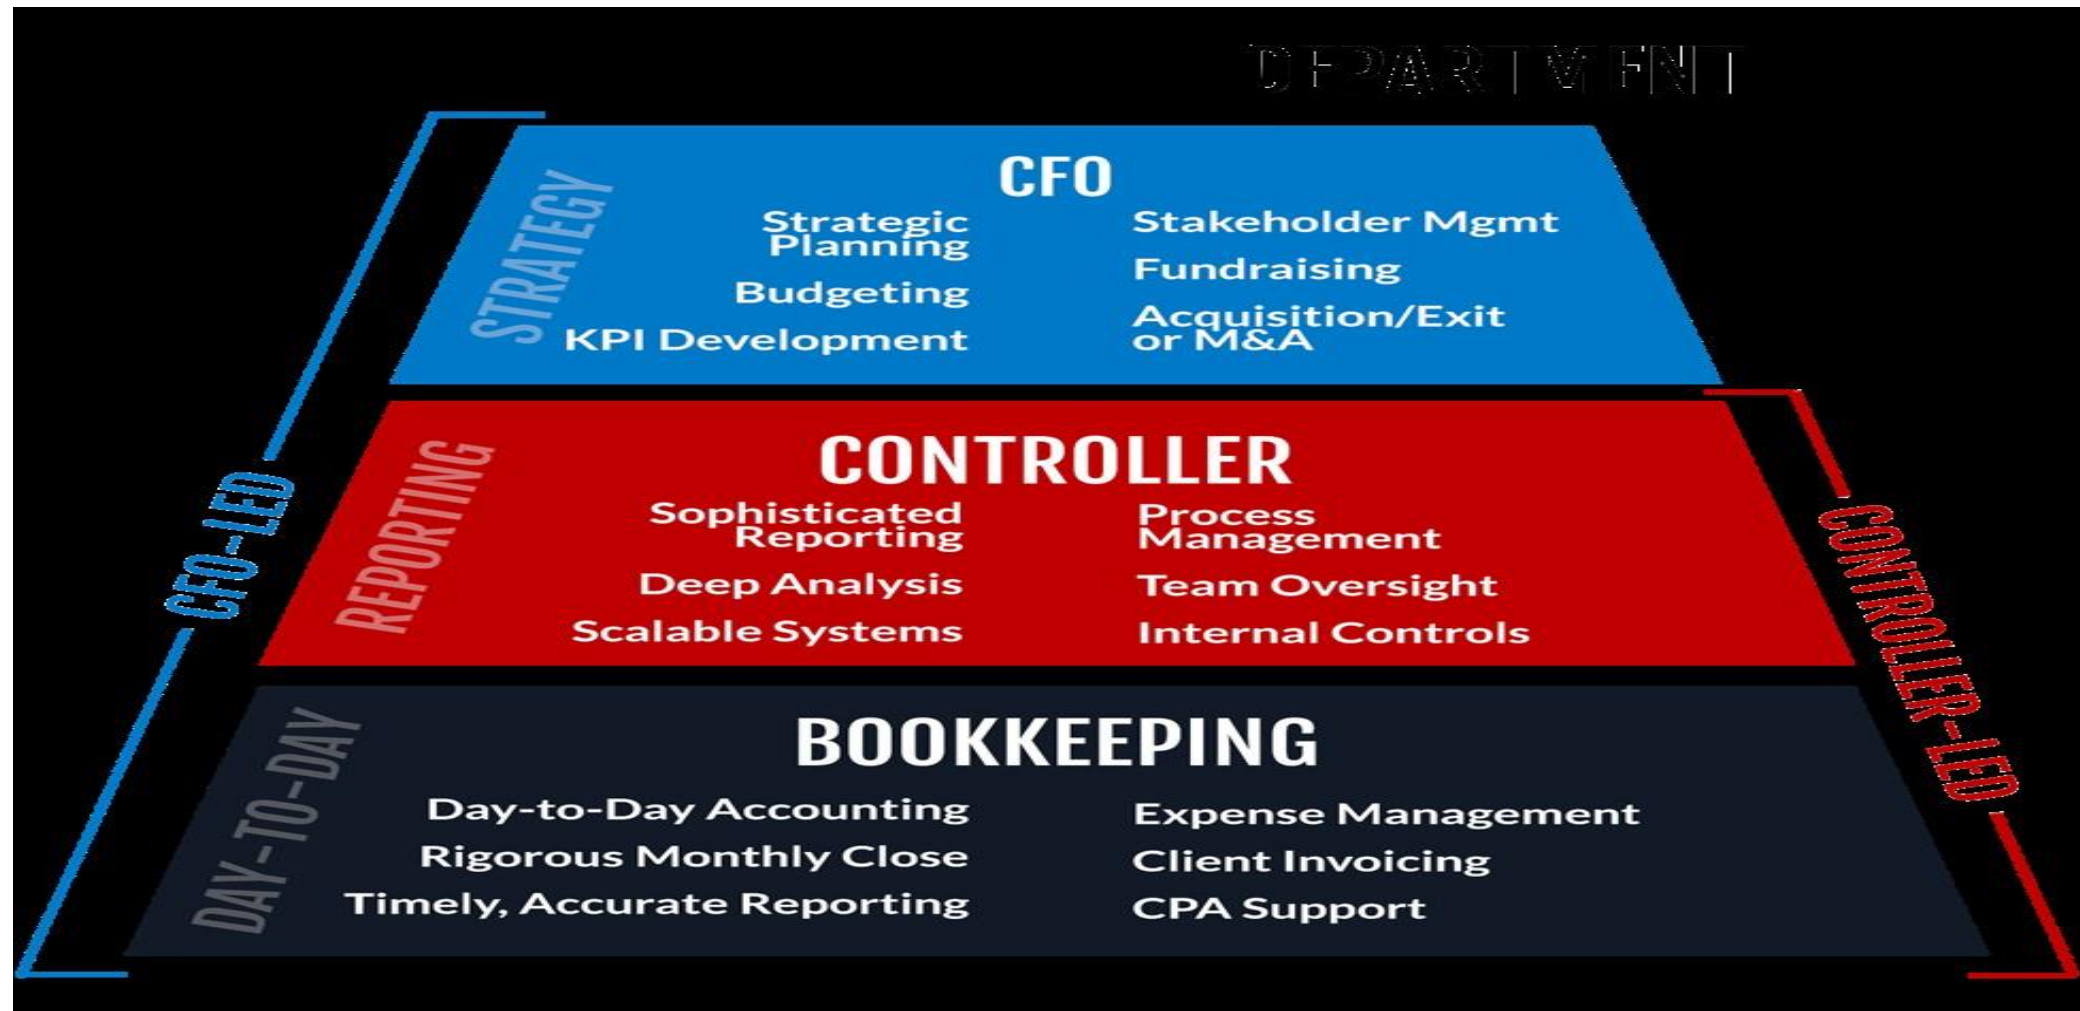 DEPARTMENT
CFO-LED
STRATEGY
CFO
Strategic
Planning
Budgeting
KPI Development
Stakeholder Mgmt
Fundraising
Acquisition/Exit
or M&A
CONTROLLER-LED
REPORTING
CONTROLLER
Sophisticated
Reporting
Deep Analysis
Scalable Systems
Process
Management
Team Oversight
Internal Controls
DAY-TO-DAY
BOOKKEEPING
Day-to-Day Accounting
Rigorous Monthly Close
Timely, Accurate Reporting
Expense Management
Client Invoicing
CPA Support